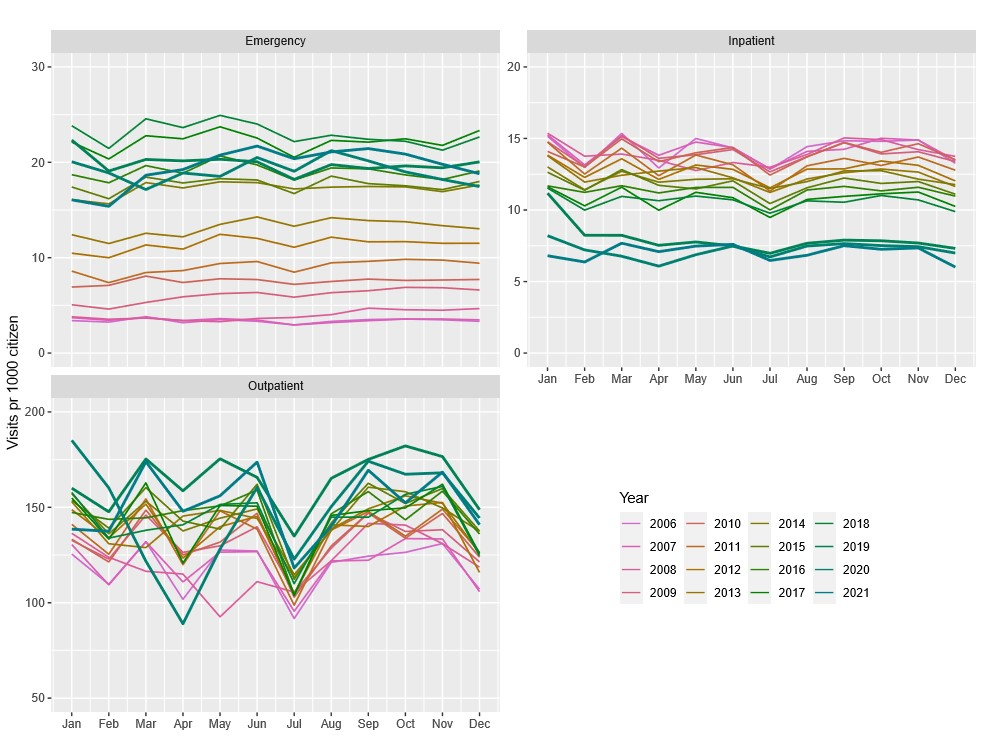 Emergency
Inpatient
30
20
10
0
20
15
10
5
0
Jan Feb Mar Apr May Jun Jul Aug Sep Oct Nov Dec
Visits pr 1000 citizen
Outpatient
200
150
100
50
Jan Feb Mar Apr May Jun Jul Aug Sep Oct Nov Dec
Year
2006 2010 2014 2018
2007 2011 2015 2019
2008 2012 2016 2020
2009 2013 2017 2021